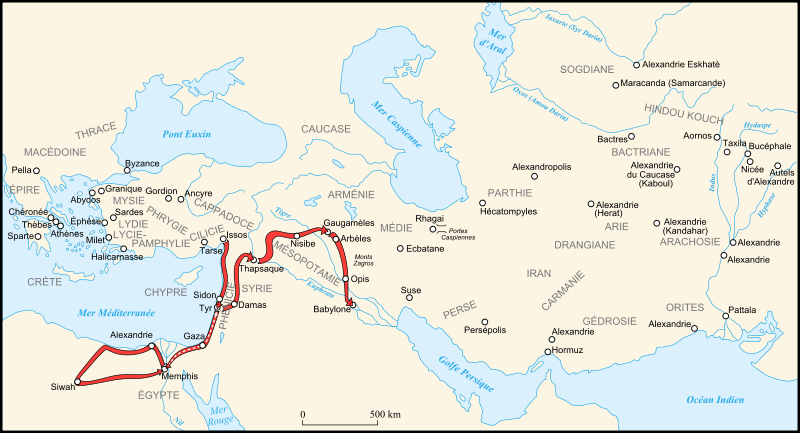 Iaxarte (Syr Daria)
Mer
d'Aral
Alexandrie Eskhatè
SOGDIANE
Maracanda (Samarcande)
Oxos (Amou Daria)
Mer Caspienne
HINDOU KOUCH
Pont Euxin
THRACE
CAUCASE
Hydaspe
Bactres
Aornos
Taxila
Bucéphale
MACÉDOINE
BACTRIANE
Byzance
Alexandrie
du Caucase
(Kaboul)
Nicée
Autels
d'Alexandre
Pella
Alexandropolis
Indus
Hyphase
ÉPIRE
Granique
Gordion
Ancyre
ARMÉNIE
PARTHIE
Abydos
MYSIE
CAPPADOCE
Hécatompyles
Alexandrie
(Herat)
Chéronée
Sardes
PHRYGIE
Tigre
Rhagai
Thèbes
Éphèse
LYDIE
CILICIE
Gaugamèles
MÉDIE
Portes
Caspiennes
ARIE
Alexandrie
(Kandahar)
Sparte
Athènes
Milet
LYCIE-
PAMPHYLIE
Issos
Nisibe
Arbèles
Ecbatane
DRANGIANE
ARACHOSIE
Alexandrie
Halicarnasse
Tarse
MÉSOPOTAMIE
Monts
Zagros
Alexandrie
Thapsaque
IRAN
CRÈTE
CHYPRE
SYRIE
Euphrate
Opis
Suse
CARMANIE
Sidon
Tyr
Damas
Babylone
PERSE
GÉDROSIE
ORITES
Pattala
Mer Méditerranée
PHÉNICIE
Persépolis
Alexandrie
Alexandrie
Alexandrie
Gaza
Hormuz
Golfe Persique
Memphis
Siwah
ÉGYPTE
Océan Indien
Nil
Mer
Rouge
0
500 km